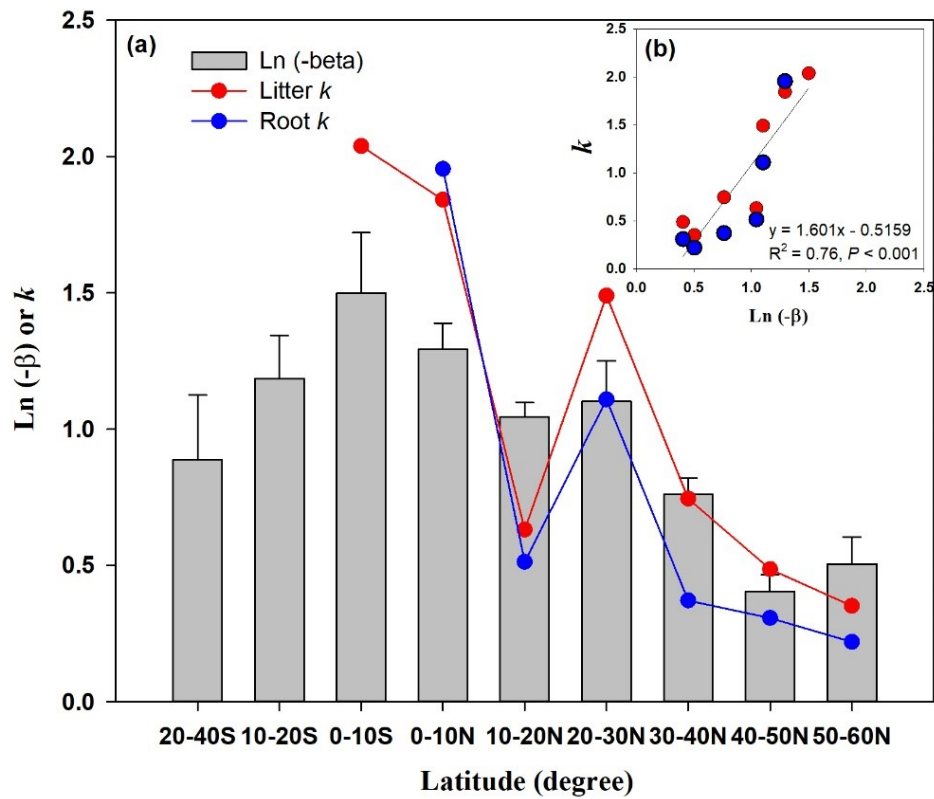 (a)
Ln (-beta)
Litter k
Root k
2.5
2.0
1.5
1.0
0.5
0.0
Ln (-β) or k
20-40S 10-20S 0-10S 0-10N 10-20N 20-30N 30-40N 40-50N 50-60N
Latitude (degree)
(b)
2.5
2.0
1.5
1.0
0.5
0.0
k
y = 1.601x - 0.5159
R² = 0.76, P < 0.001
0.0 0.5 1.0 1.5 2.0 2.5
Ln (-β)